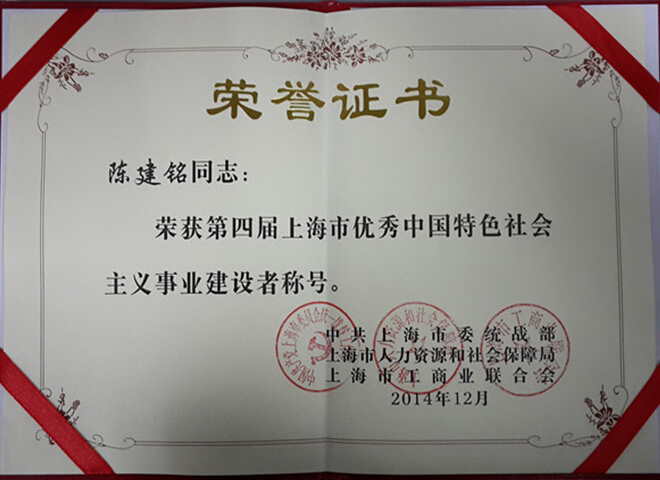 荣誉证书
陈建铭同志:
荣获第四届上海市优秀中国特色社会
主义事业建设者称号。
中共上海市委统战部
上海市人力资源和社会保障局
上海市工商业联合会
2014年12月